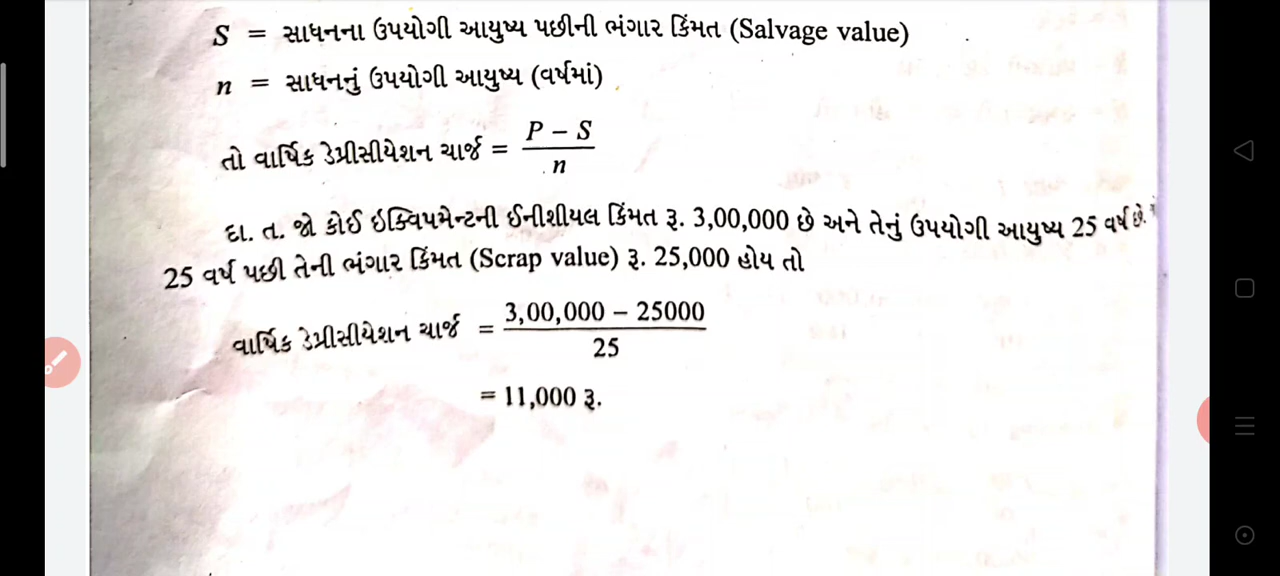 S = સાધનના ઉપયોગી આયુષ્ય પછીની ભંગાર કિંમત (Salvage value)
n = સાધનનું ઉપયોગી આયુષ્ય (વર્ષમાં)
તો વાર્ષિક ડેપ્રીસીયેશન ચાર્જ = P – S / n
દા. ત. જો કોઈ ઇક્વિપમેન્ટની ઈનીશીયલ કિંમત રૂ. 3,00,000 છે અને તેનું ઉપયોગી આયુષ્ય 25 વર્ષ છે.
25 વર્ષ પછી તેની ભંગાર કિંમત (Scrap value) રૂ. 25,000 હોય તો
વાર્ષિક ડેપ્રીસીયેશન ચાર્જ = 3,00,000 – 25000 / 25
= 11,000 રૂ.